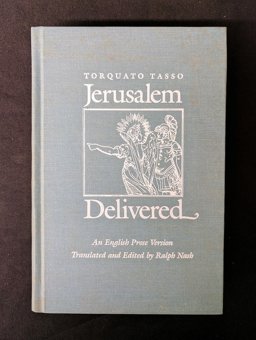 TORQUATO TASSO
Jerusalem
Delivered
An English Prose Version
Translated and Edited by Ralph Nash